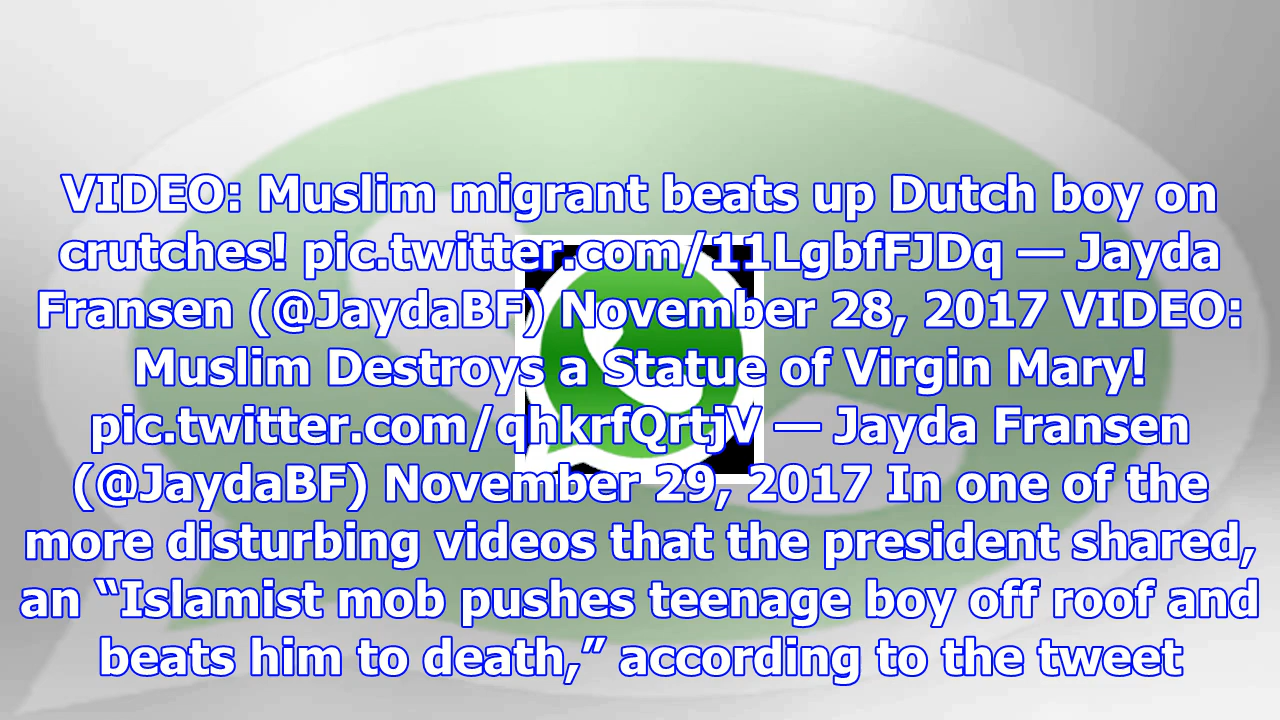 VIDEO: Muslim migrant beats up Dutch boy on
crutches! pic.twitter.com/11LgbfFJDq — Jayda
Fransen (@JaydaBF) November 28, 2017 VIDEO:
Muslim Destroys a Statue of Virgin Mary!
pic.twitter.com/qhkrfQrtjV — Jayda Fransen
(@JaydaBF) November 29, 2017 In one of the
more disturbing videos that the president shared,
an “Islamist mob pushes teenage boy off roof and
beats him to death,” according to the tweet